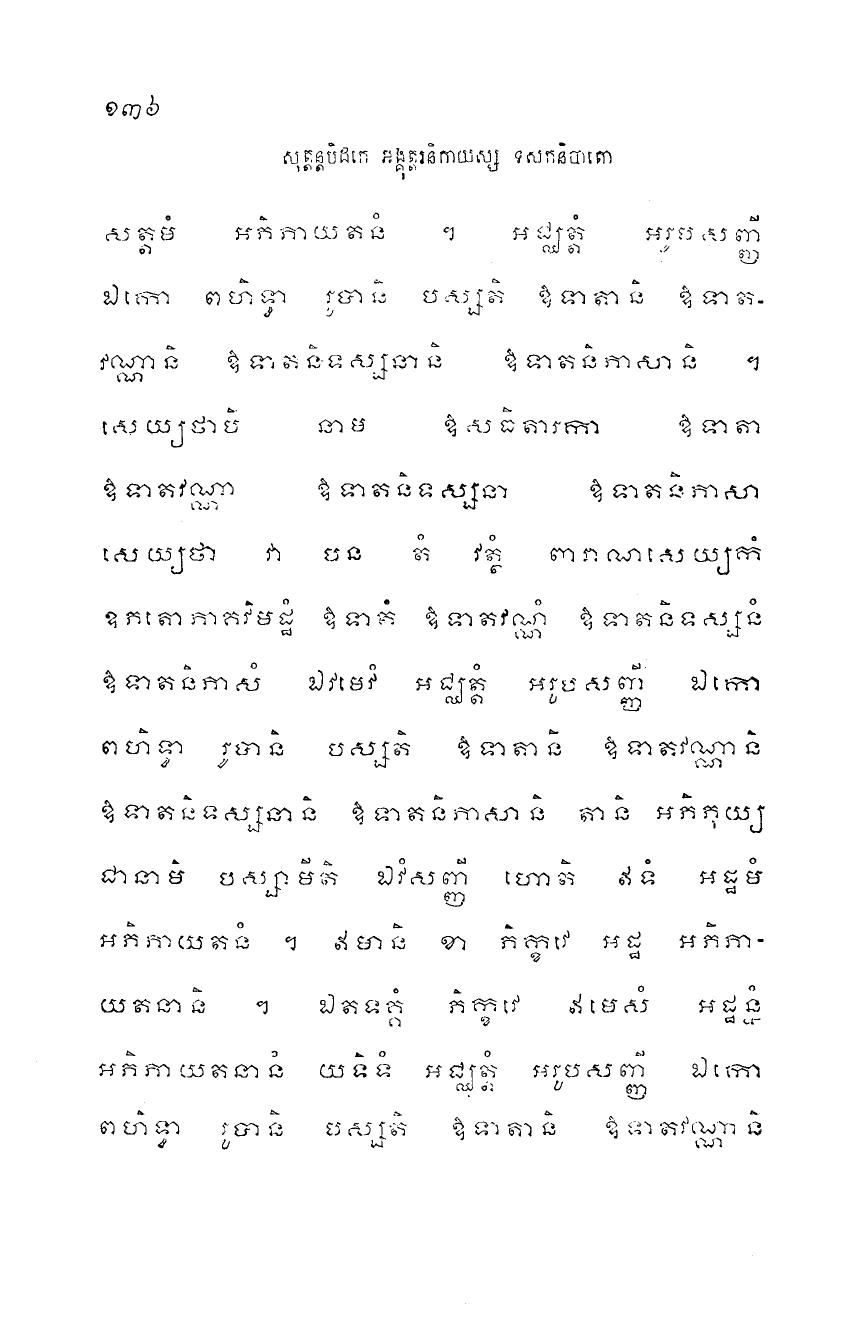 ១៣៦
សុត្តន្តបិដកេ អង្គុត្តរនិកាយស្ស ទសកនិបាតោ
សត្តមំ អភិភាយតនំ ។ អជ្ឈត្តំ អរូបសញ្ញី
ឯកោ ពហិទ្ធា រូបានិ បស្សតិ ឱទាតានិ ឱទាត-
វណ្ណានិ ឱទាតនិទស្សនានិ ឱទាតនិភាសានិ ។
សេយ្យថាបិ នាម ឱសធិតារកា ឱទាតា
ឱទាតវណ្ណា ឱទាតនិទស្សនា ឱទាតនិភាសា
សេយ្យថា វា បន តំ វត្ថំ ពារាណសេយ្យកំ
ឧភតោភាគវិមដ្ឋំ ឱទាតំ ឱទាតវណ្ណំ ឱទាតនិទស្សនំ
ឱទាតនិភាសំ ឯវមេវំ អជ្ឈត្តំ អរូបសញ្ញី ឯកោ
ពហិទ្ធា រូបានិ បស្សតិ ឱទាតានិ ឱទាតវណ្ណានិ
ឱទាតនិទស្សនានិ ឱទាតនិភាសានិ តានិ អភិភុយ្យ
ជានាមិ បស្សាមីតិ ឯវំសញ្ញី ហោតិ ឥទំ អដ្ឋមំ
អភិភាយតនំ ។ ឥមានិ ខោ ភិក្ខវេ អដ្ឋ អភិភា-
យតនានិ ។ ឯតទគ្គំ ភិក្ខវេ ឥមេសំ អដ្ឋន្នំ
អភិភាយតនានំ យទិទំ អជ្ឈត្តំ អរូបសញ្ញី ឯកោ
ពហិទ្ធា រូបានិ បស្សតិ ឱទាតានិ ឱទាតវណ្ណានិ